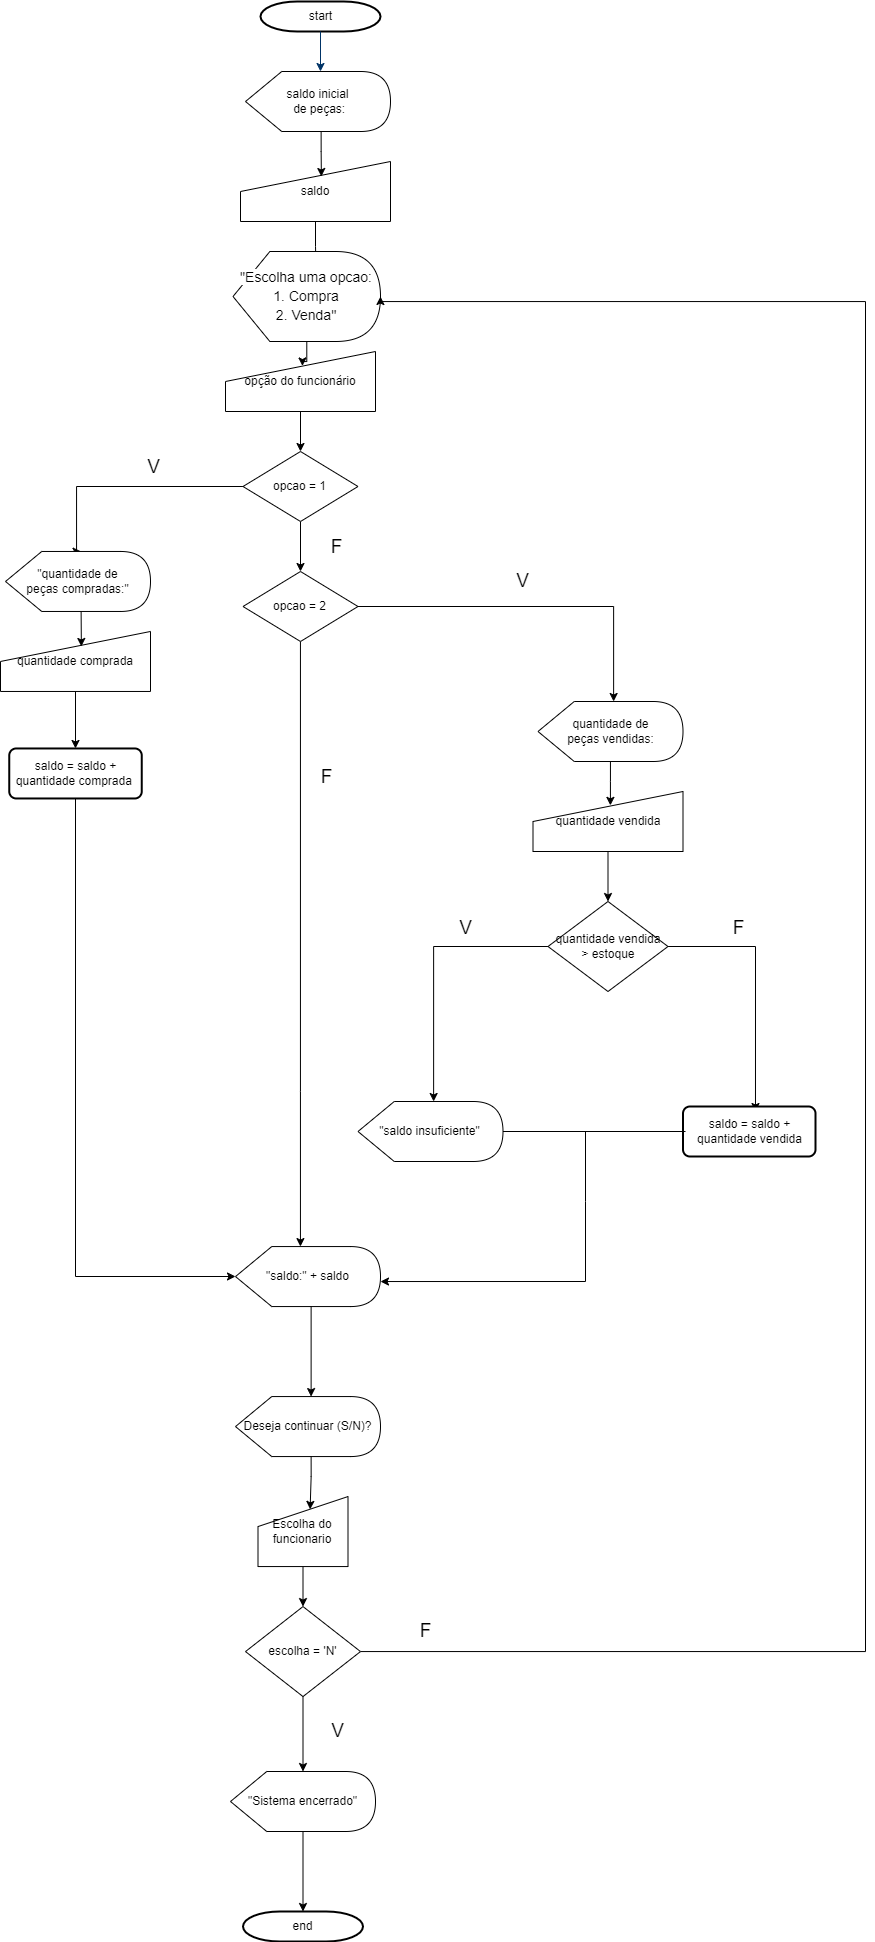 start
saldo inicial
de peças:
saldo
"Escolha uma opcao:
1. Compra
2. Venda"
opção do funcionário
V
opcao = 1
F
"quantidade de
peças compradas:"
opcao = 2
V
quantidade comprada
quantidade de
peças vendidas:
saldo = saldo +
quantidade comprada
F
quantidade vendida
V
quantidade vendida
> estoque
F
"saldo insuficiente"
saldo = saldo +
quantidade vendida
"saldo:" + saldo
Deseja continuar (S/N)?
Escolha do
funcionario
escolha = 'N'
F
V
"Sistema encerrado"
end